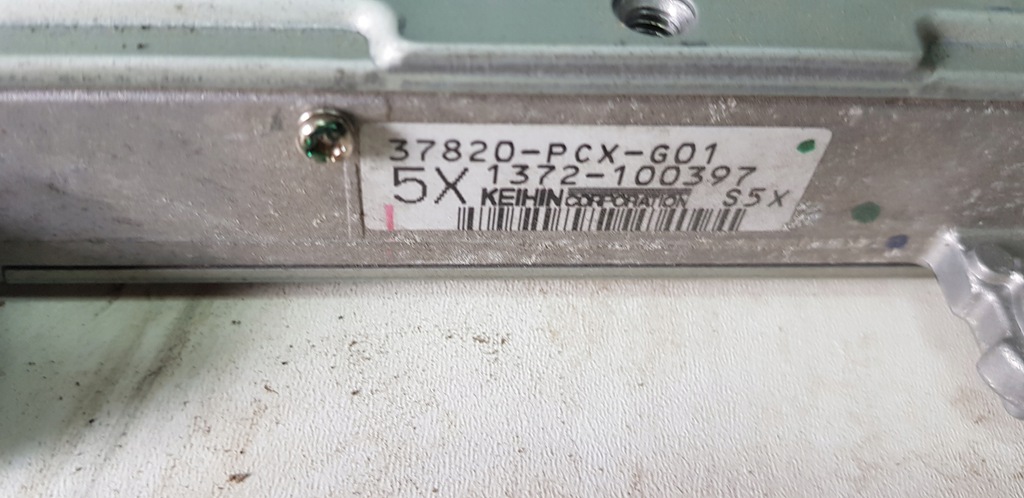 37820-PCX-G01
5X 1372-100397
KEIHIN CORPORATION S5X